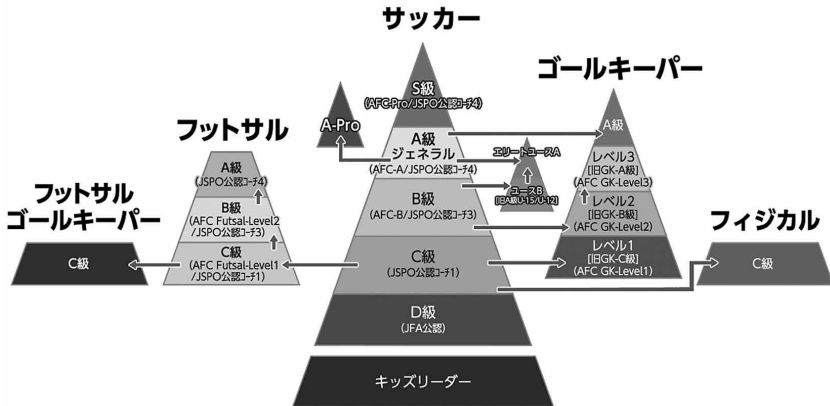 サッカー
S級
(AFC-Pro/JSPO公認ｺｰﾁ4)
A級
ジェネラル
(AFC-A/JSPO公認ｺｰﾁ4)
B級
(AFC-B/JSPO公認ｺｰﾁ3)
C級
(JSPO公認ｺｰﾁ1)
D級
(JFA公認)
キッズリーダー
A-Pro
エリートユースA
ユースB
[旧A級U-15/U-12]
ゴールキーパー
A級
レベル3
[旧GK-A級]
(AFC GK-Level3)
レベル2
[旧GK-B級]
(AFC GK-Level2)
レベル1
[旧GK-C級]
(AFC GK-Level1)
フットサル
A級
(JSPO公認ｺｰﾁ4)
B級
(AFC Futsal-Level2
/JSPO公認ｺｰﾁ3)
C級
(AFC Futsal-Level1
/JSPO公認ｺｰﾁ1)
フットサル
ゴールキーパー
C級
フィジカル
C級